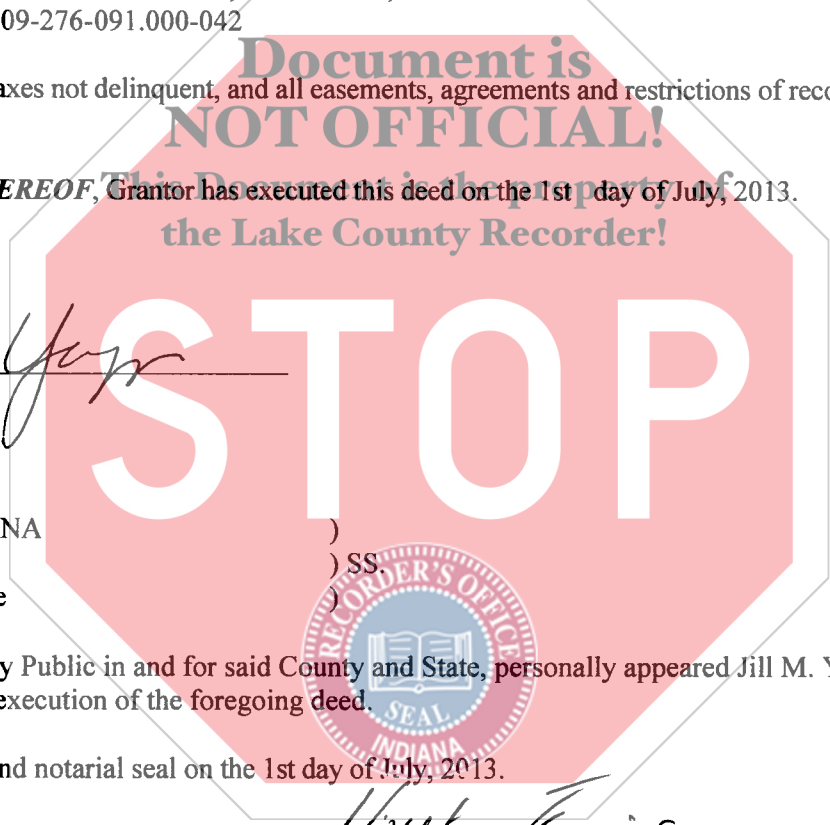 09-276-091.000-042
Document is
axes not delinquent, and all easements, agreements and restrictions of reco
NOT OFFICIAL!
EREOF, Grantor has executed this deed on the 1st day of July, 2013.
This Document is the property of
the Lake County Recorder!
STOP
NA )
) SS.
e )
RECORDER'S OFFICE
SEAL
INDIANA
y Public in and for said County and State, personally appeared Jill M. Y
execution of the foregoing deed.
nd notarial seal on the 1st day of July, 2013.